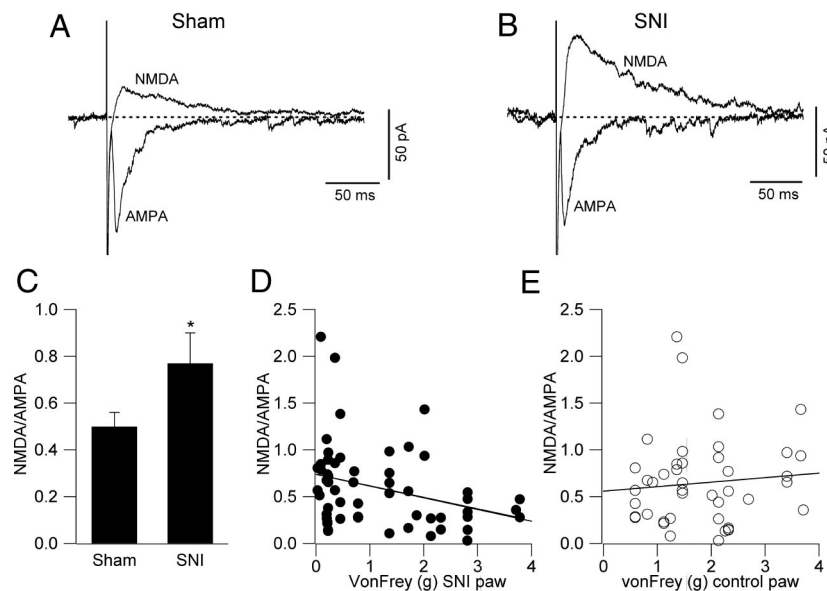 A
Sham
NMDA
50 pA
50 ms
AMPA
B
SNI
NMDA
50 pA
50 ms
AMPA
C
NMDA/AMPA
1.0
0.8
0.6
0.4
0.2
0.0
*
Sham
SNI
D
NMDA/AMPA
2.5
2.0
1.5
1.0
0.5
0.0
0
1
2
3
4
VonFrey (g) SNI paw
E
NMDA/AMPA
2.5
2.0
1.5
1.0
0.5
0.0
0
1
2
3
4
vonFrey (g) control paw